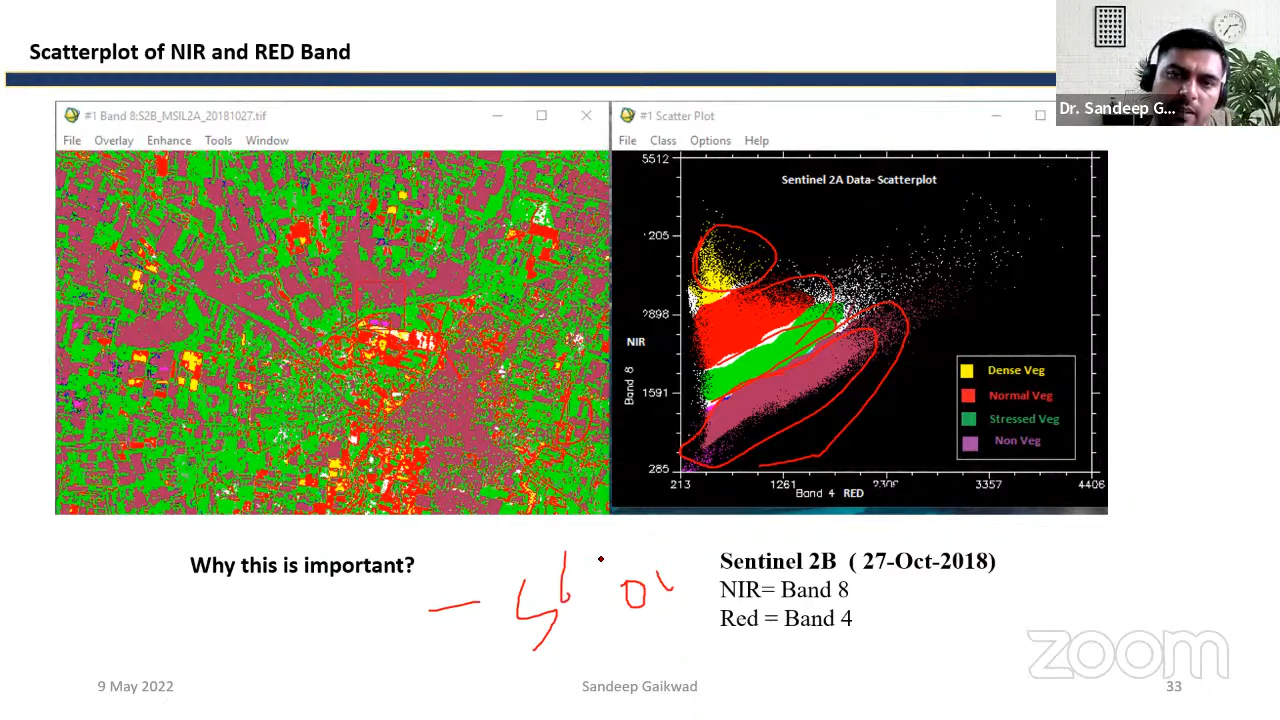 Scatterplot of NIR and RED Band
Dr. Sandeep G...
#1 Band 8:S2B_MSIL2A_20181027.tif
File Overlay Enhance Tools Window
#1 Scatter Plot
File Class Options Help
5512
Sentinel 2A Data- Scatterplot
205
2898
NIR
Band 8
1591
285
Dense Veg
Normal Veg
Stressed Veg
Non Veg
213 1261 2306 3357 4406
Band 4 RED
Why this is important?
Sentinel 2B ( 27-Oct-2018)
NIR= Band 8
Red = Band 4
zoom
9 May 2022
Sandeep Gaikwad
33